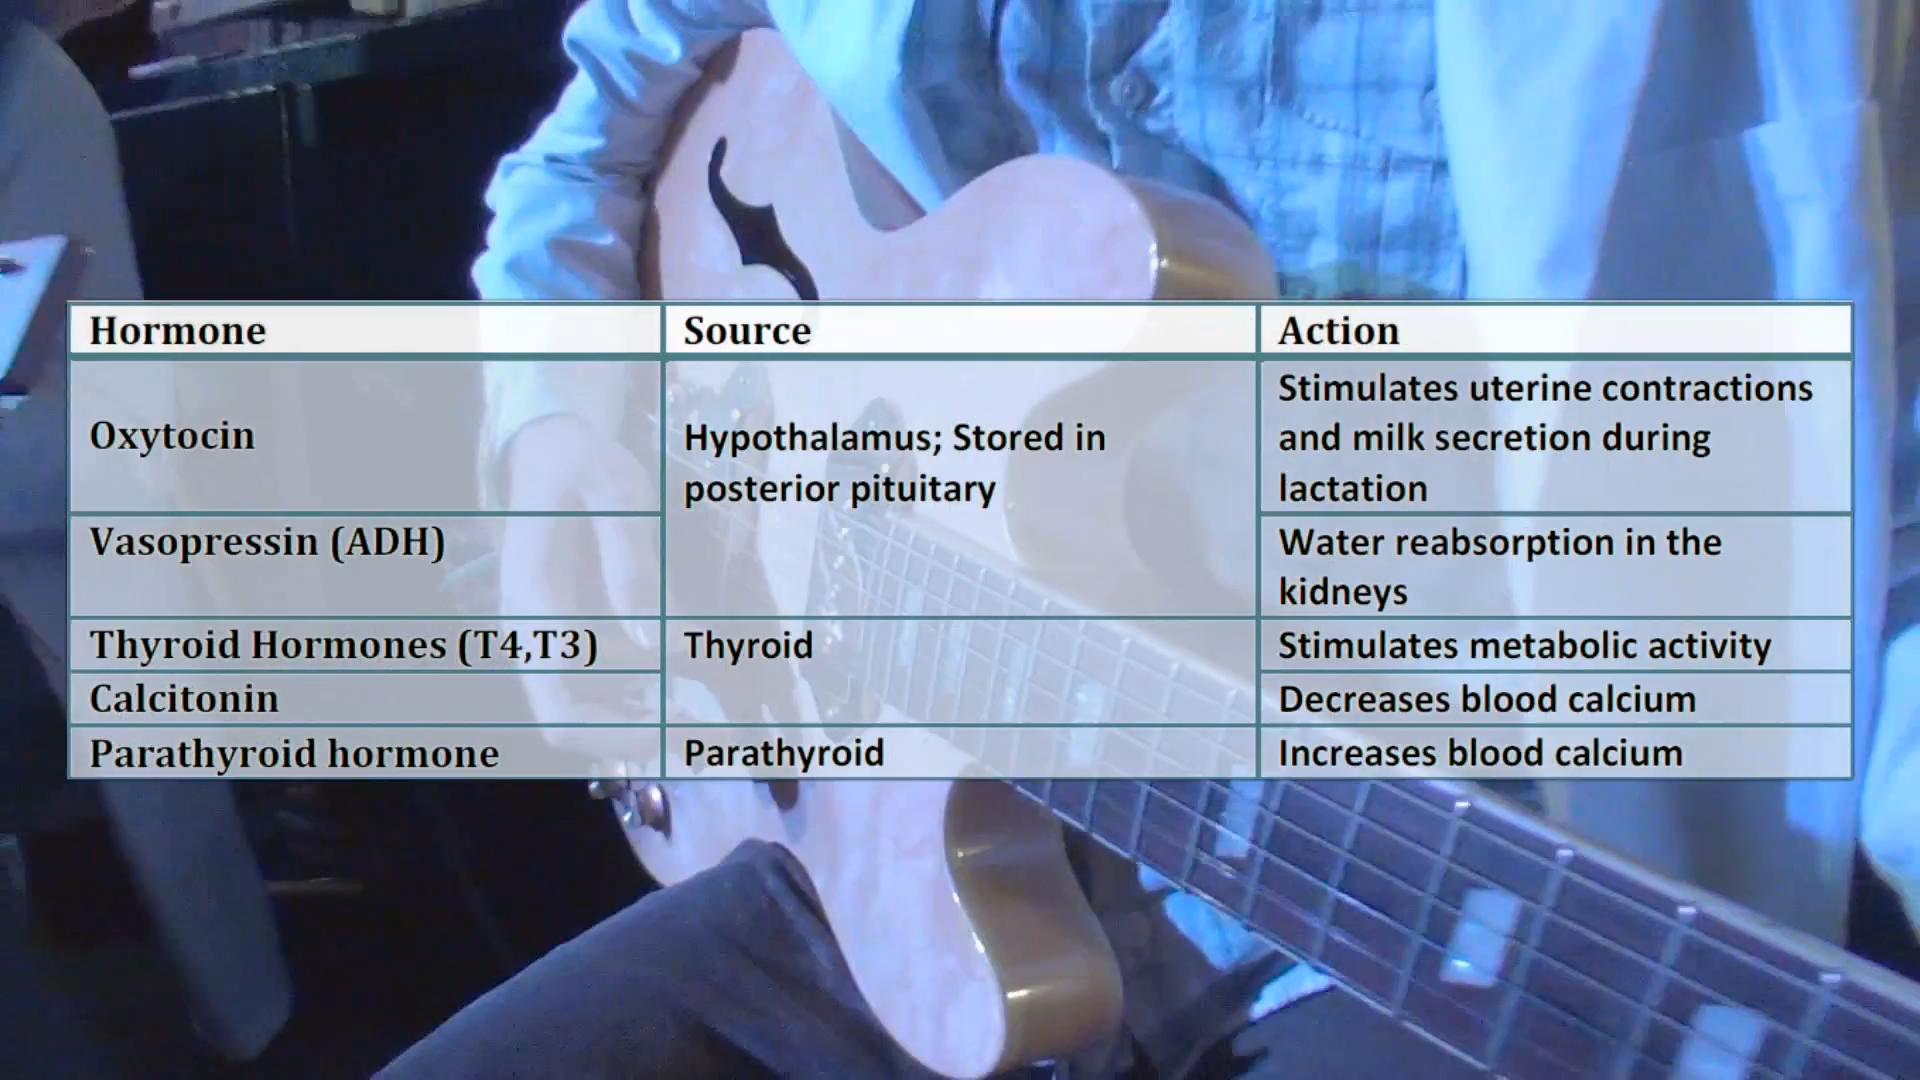 Hormone
Source
Action
Oxytocin
Hypothalamus; Stored in
posterior pituitary
Stimulates uterine contractions
and milk secretion during
lactation
Vasopressin (ADH)
Water reabsorption in the
kidneys
Thyroid Hormones (T4,T3)
Thyroid
Stimulates metabolic activity
Calcitonin
Decreases blood calcium
Parathyroid hormone
Parathyroid
Increases blood calcium